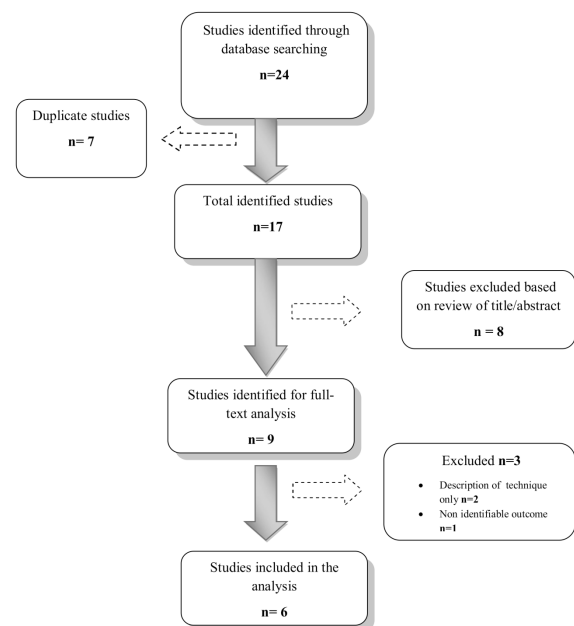 Studies identified through
database searching
n=24
Duplicate studies
n= 7
Total identified studies
n=17
Studies excluded based
on review of title/abstract
n = 8
Studies identified for full-
text analysis
n= 9
Excluded n=3
• Description of technique
only n=2
• Non identifiable outcome
n=1
Studies included in the
analysis
n= 6